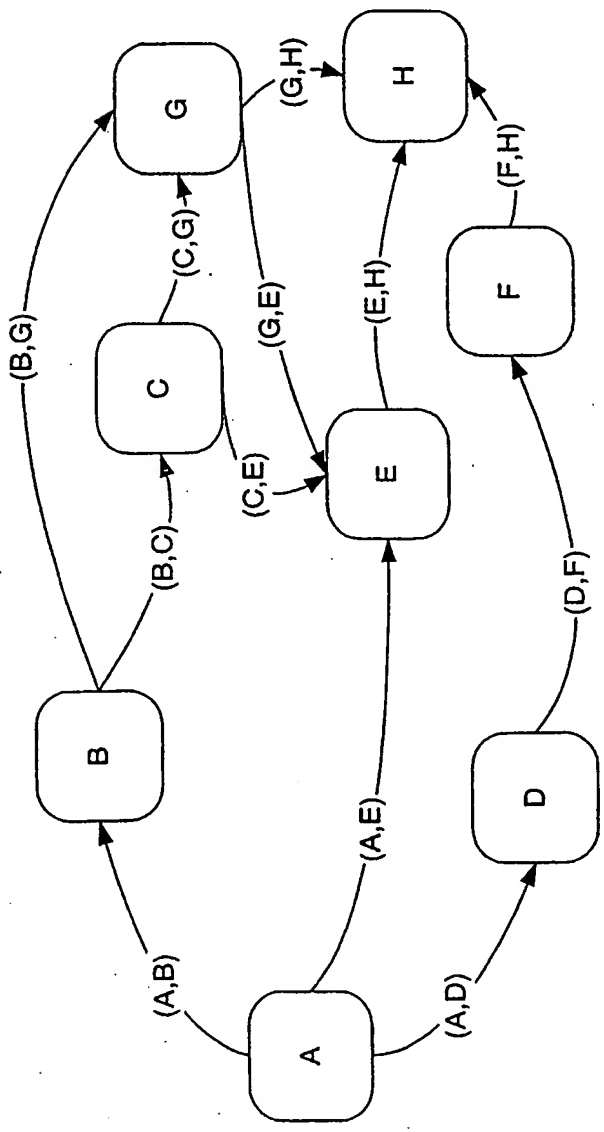 A
B
C
D
E
F
G
H
(A,B)
(A,E)
(A,D)
(B,G)
(B,C)
(C,G)
(C,E)
(G,E)
(G,H)
(E,H)
(D,F)
(F,H)